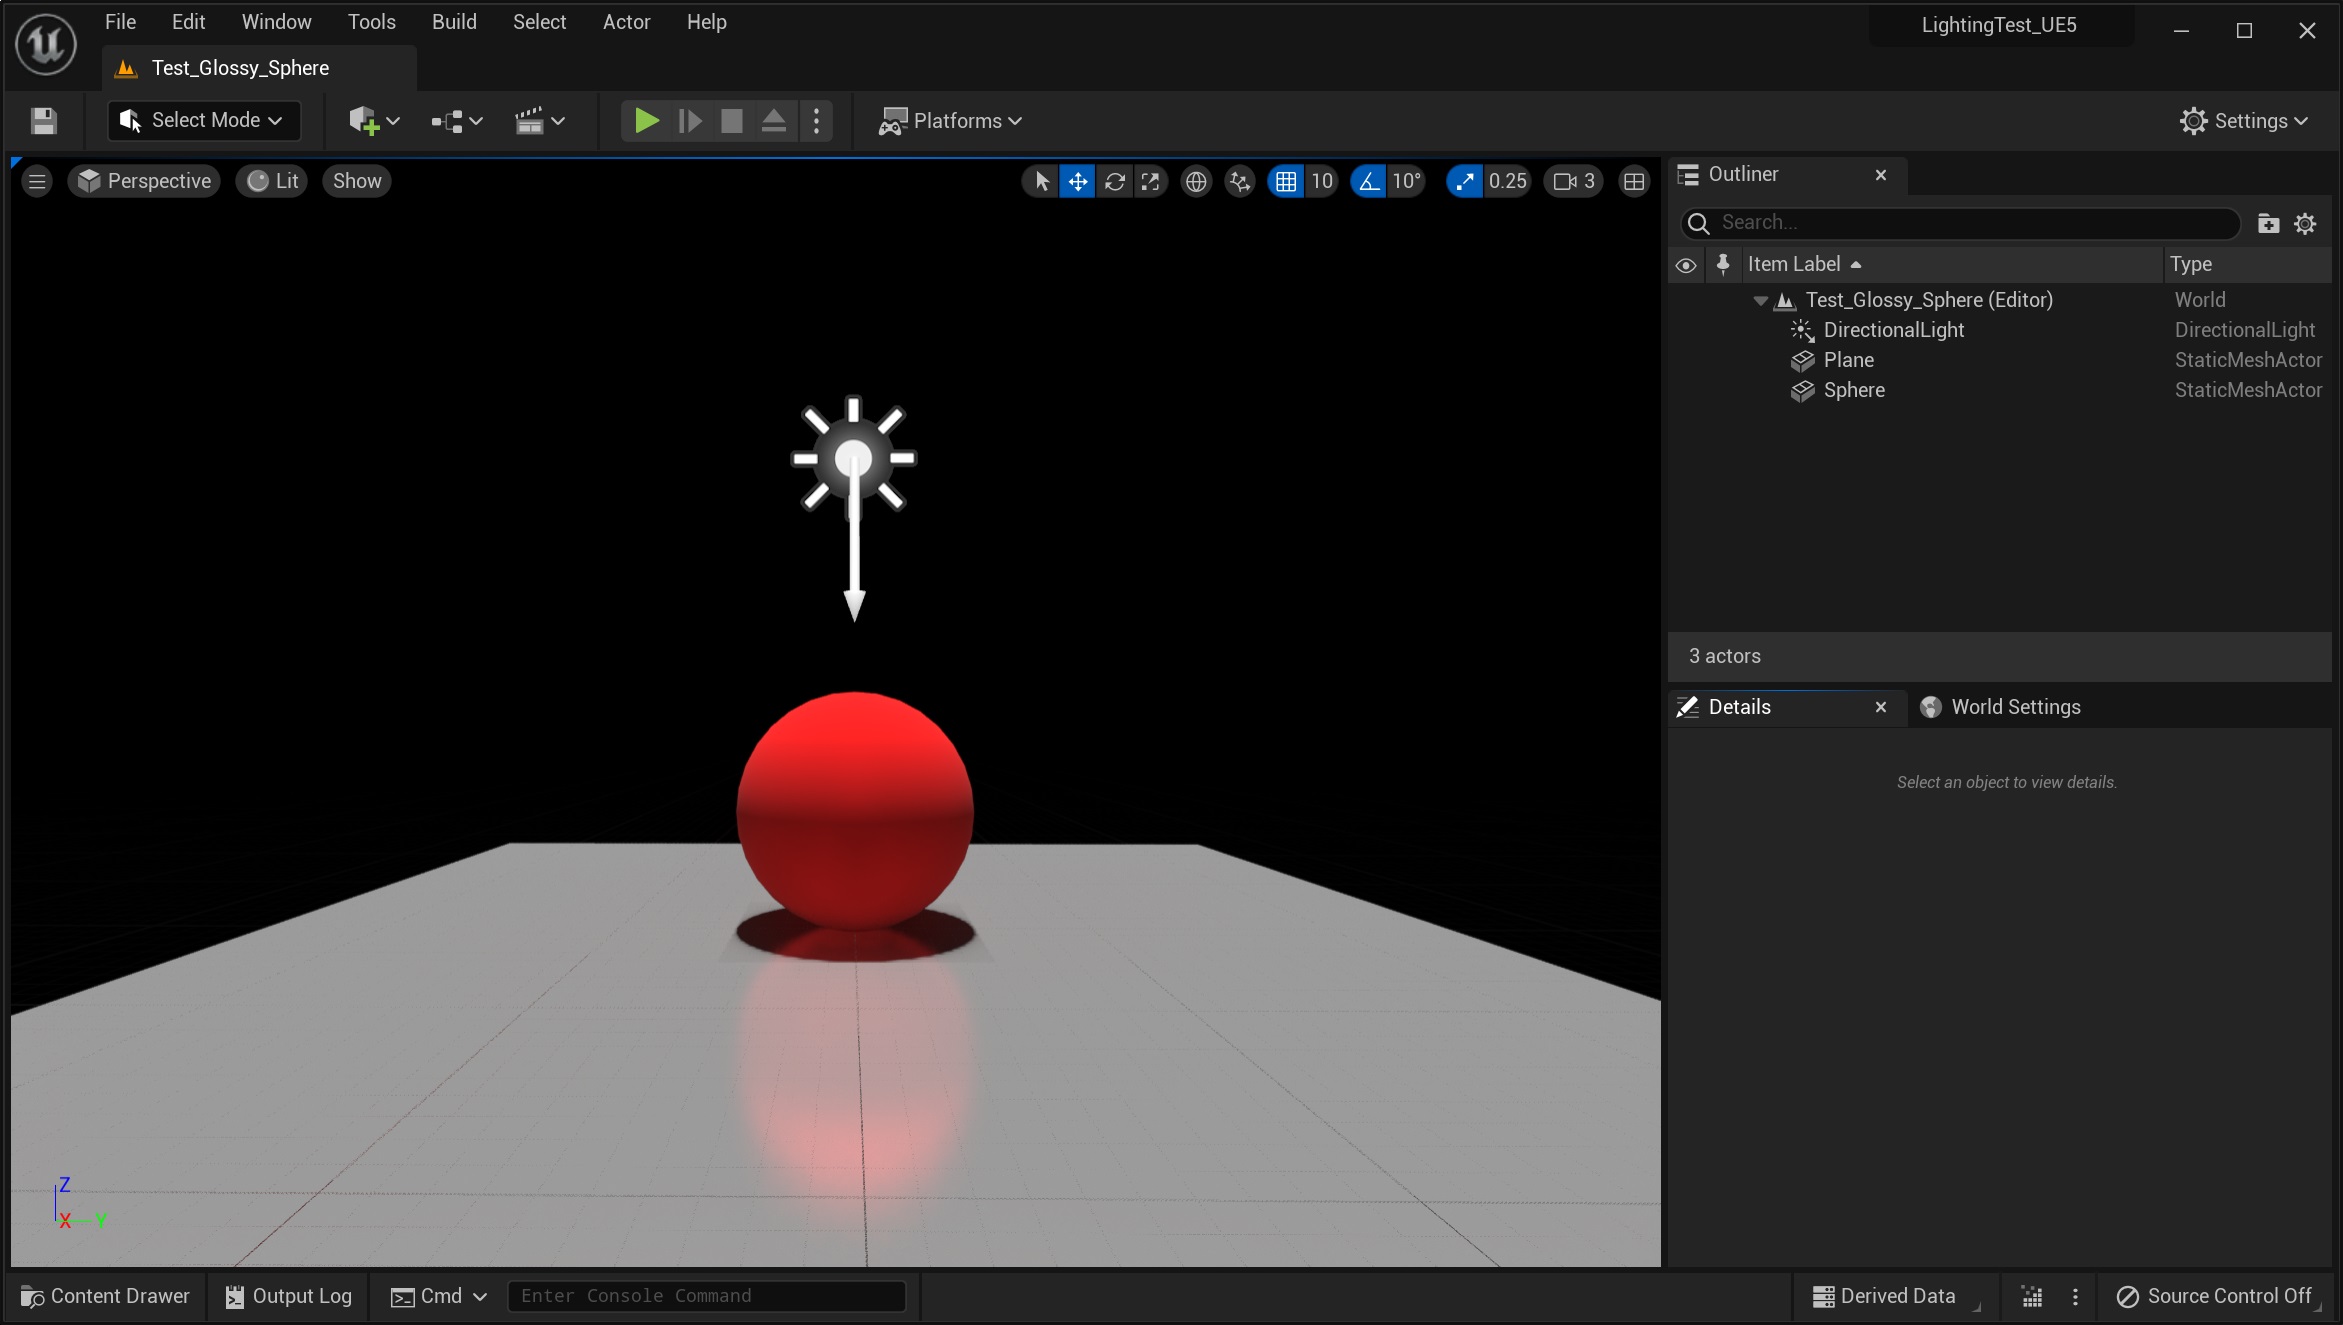 File Edit Window Tools Build Select Actor Help
LightingTest_UE5
Test_Glossy_Sphere
Select Mode
Platforms
Settings
Perspective Lit Show
10 10° 0.25 3
Outliner
Search...
Item Label Type
Test_Glossy_Sphere (Editor) World
DirectionalLight DirectionalLight
Plane StaticMeshActor
Sphere StaticMeshActor
3 actors
Details World Settings
Select an object to view details.
Z
X Y
Content Drawer Output Log Cmd Enter Console Command Derived Data Source Control Off